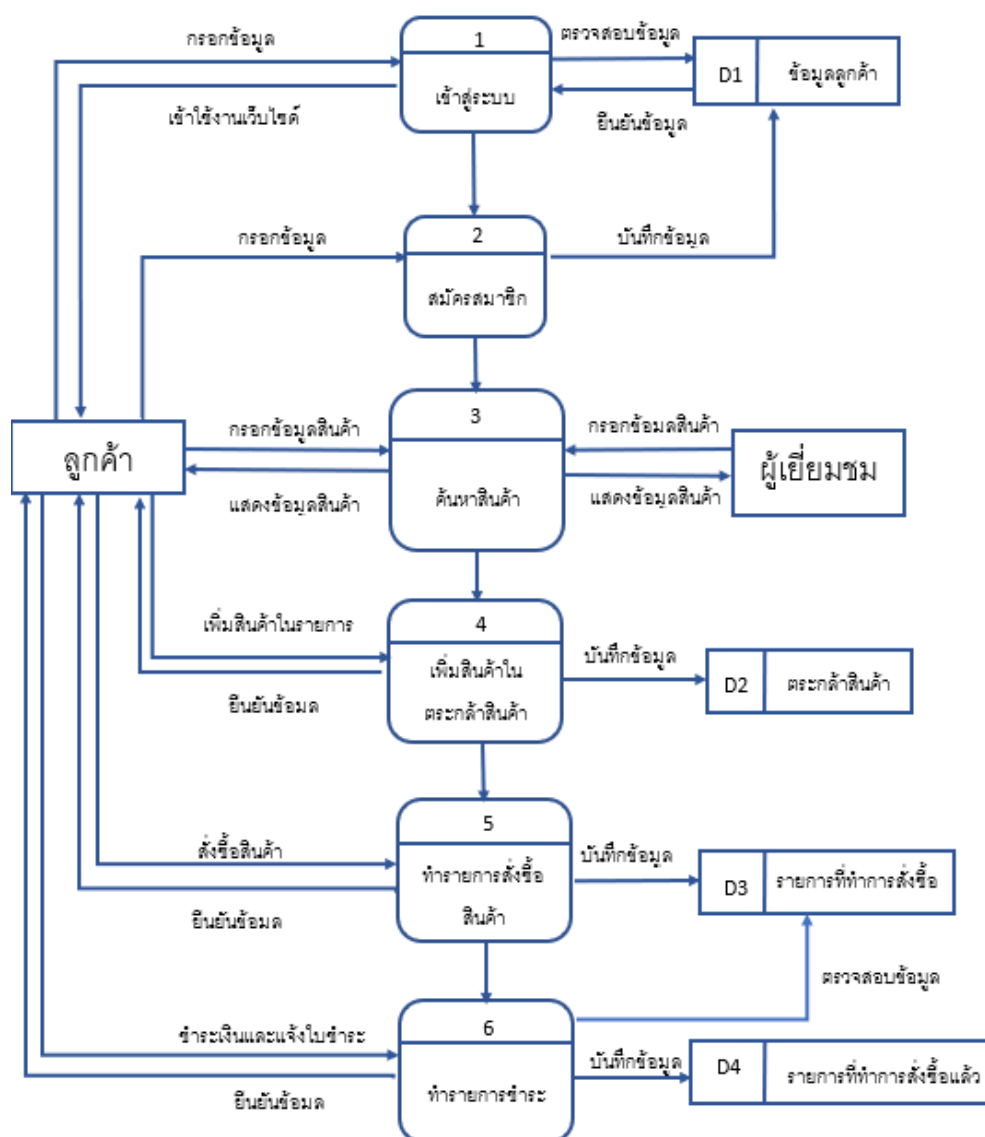 กรอกข้อมูล
1
ตรวจสอบข้อมูล
D1
ข้อมูลลูกค้า
เข้าสู่ระบบ
เข้าใช้งานเว็บไซต์
ยืนยันข้อมูล
กรอกข้อมูล
2
บันทึกข้อมูล
สมัครสมาชิก
ลูกค้า
กรอกข้อมูลสินค้า
3
กรอกข้อมลสินค้า
ผู้เยี่ยมชม
แสดงข้อมูลสินค้า
ค้นหาสินค้า
แสดงข้อมูลสินค้า
เพิ่มสินค้าในรายการ
4
บันทึกข้อมูล
D2
ตระกล้าสินค้า
เพิ่มสินค้าใน
ตระกล้าสินค้า
ยืนยันข้อมล
สั่งซื้อสินค้า
5
บันทึกข้อมูล
D3
รายการที่ทำการสั่งซื้อ
ทำรายการสั่งซื้อ
สินค้า
ยืนยันข้อมล
ตรวจสอบข้อมูล
ชำระเงินและแจ้งใบชำระ
6
บันทึกข้อมูล
D4
รายการที่ทำการสั่งซื้อแล้ว
ทำรายการชำระ
ยืนยันข้อมล